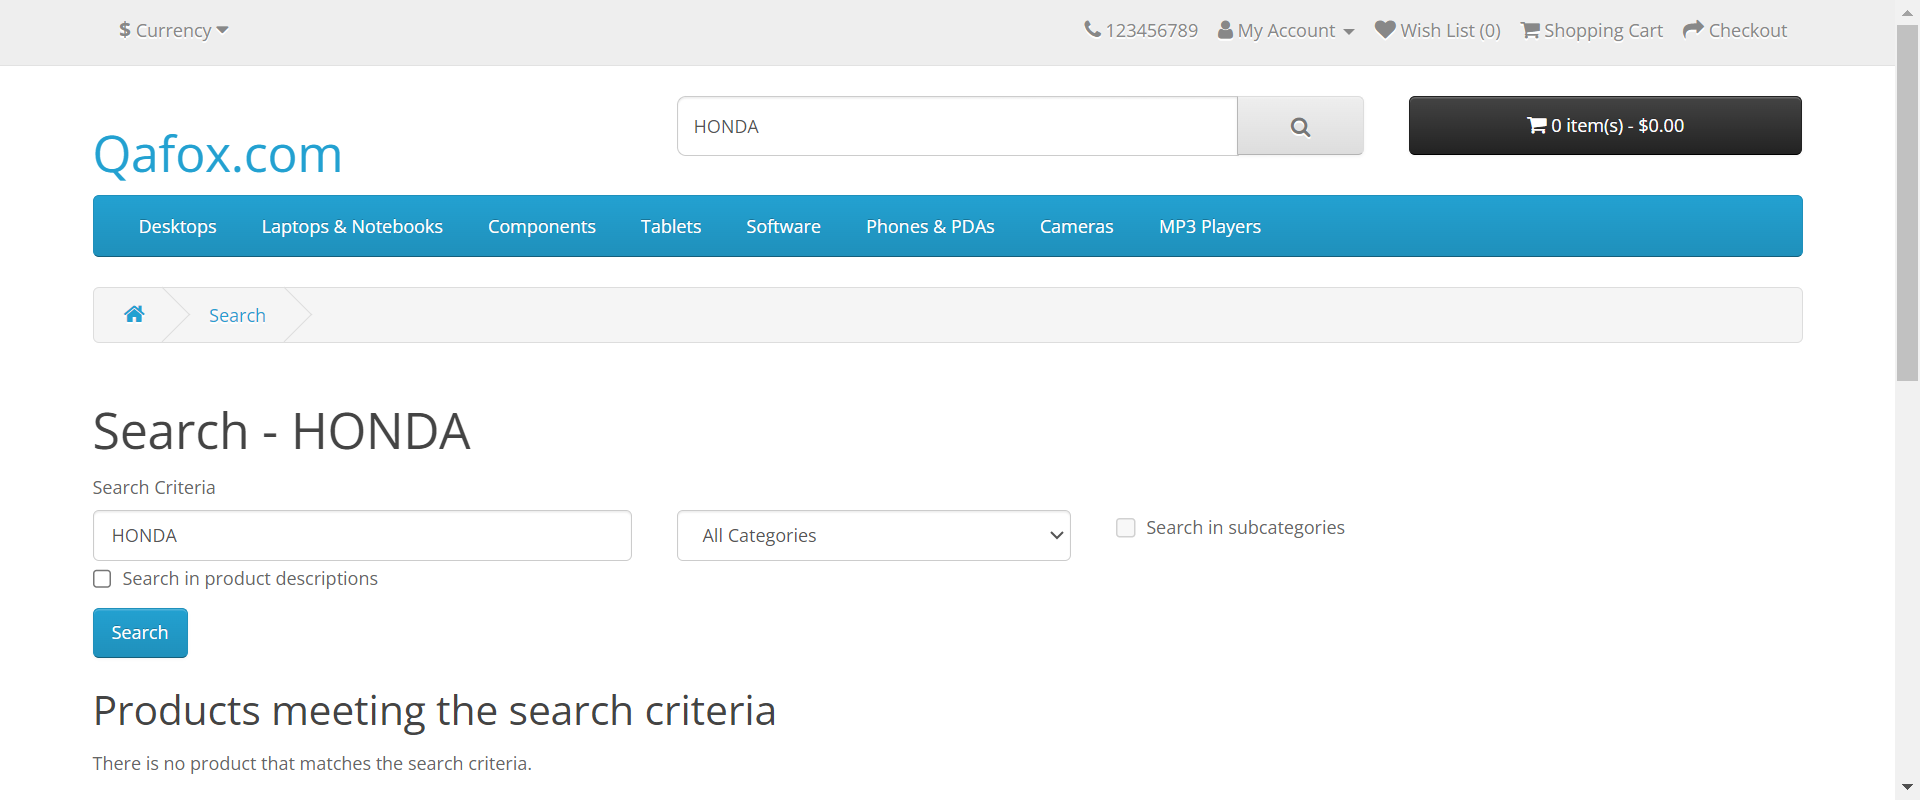 $ Currency
123456789 My Account Wish List (0) Shopping Cart Checkout
Qafox.com
HONDA
0 item(s) - $0.00
Desktops Laptops & Notebooks Components Tablets Software Phones & PDAs Cameras MP3 Players
Search
Search - HONDA
Search Criteria
HONDA
All Categories
Search in subcategories
Search in product descriptions
Search
Products meeting the search criteria
There is no product that matches the search criteria.